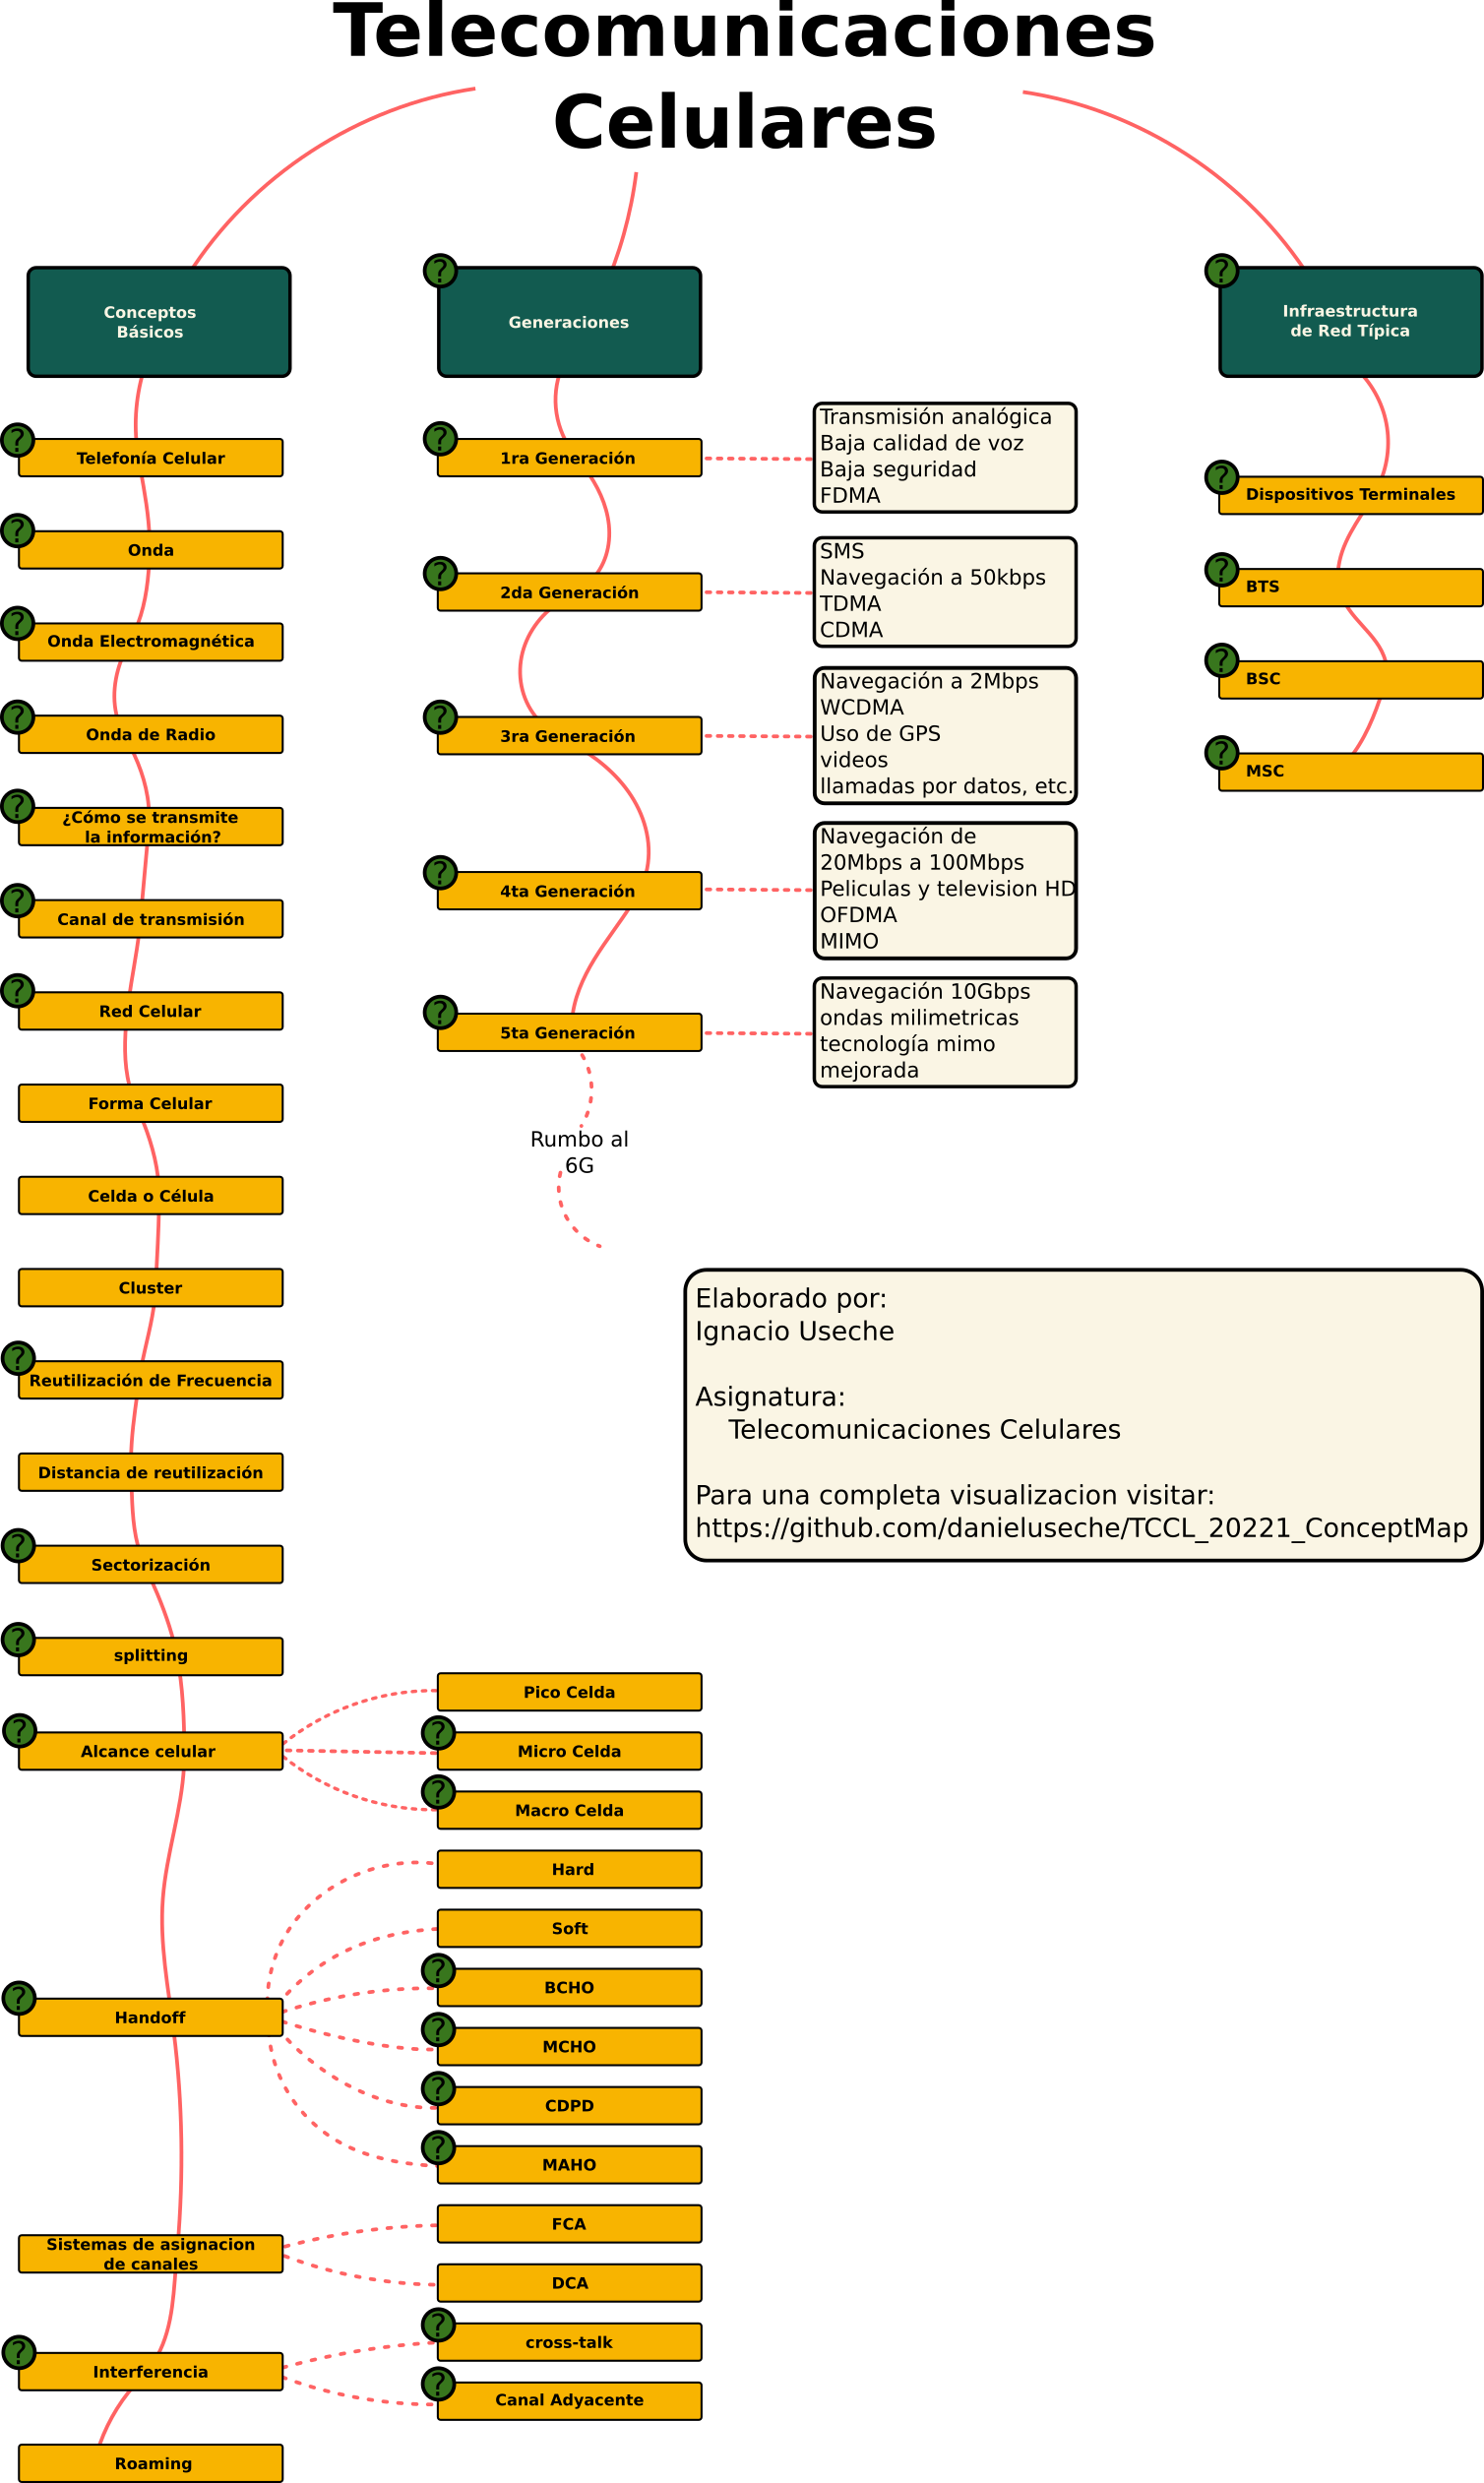 Telecomunicaciones
Celulares
Conceptos
Básicos
?
Telefonía Celular
?
Onda
?
Onda Electromagnética
?
Onda de Radio
?
¿Cómo se transmite
la información?
?
Canal de transmisión
?
Red Celular
Forma Celular
Celda o Célula
Cluster
?
Reutilización de Frecuencia
Distancia de reutilización
?
Sectorización
?
splitting
?
Alcance celular
Pico Celda
?
Micro Celda
?
Macro Celda
?
Handoff
Hard
Soft
?
BCHO
?
MCHO
?
CDPD
?
MAHO
Sistemas de asignacion
de canales
FCA
DCA
?
Interferencia
?
cross-talk
?
Canal Adyacente
Roaming
?
Generaciones
?
1ra Generación
Transmisión analógica
Baja calidad de voz
Baja seguridad
FDMA
?
2da Generación
SMS
Navegación a 50kbps
TDMA
CDMA
?
3ra Generación
Navegación a 2Mbps
WCDMA
Uso de GPS
videos
llamadas por datos, etc.
?
4ta Generación
Navegación de
20Mbps a 100Mbps
Peliculas y television HD
OFDMA
MIMO
?
5ta Generación
Navegación 10Gbps
ondas milimetricas
tecnología mimo
mejorada
Rumbo al
6G
?
Infraestructura
de Red Típica
?
Dispositivos Terminales
?
BTS
?
BSC
?
MSC
Elaborado por:
Ignacio Useche
Asignatura:
Telecomunicaciones Celulares
Para una completa visualizacion visitar:
https://github.com/danieluseche/TCCL_20221_ConceptMap